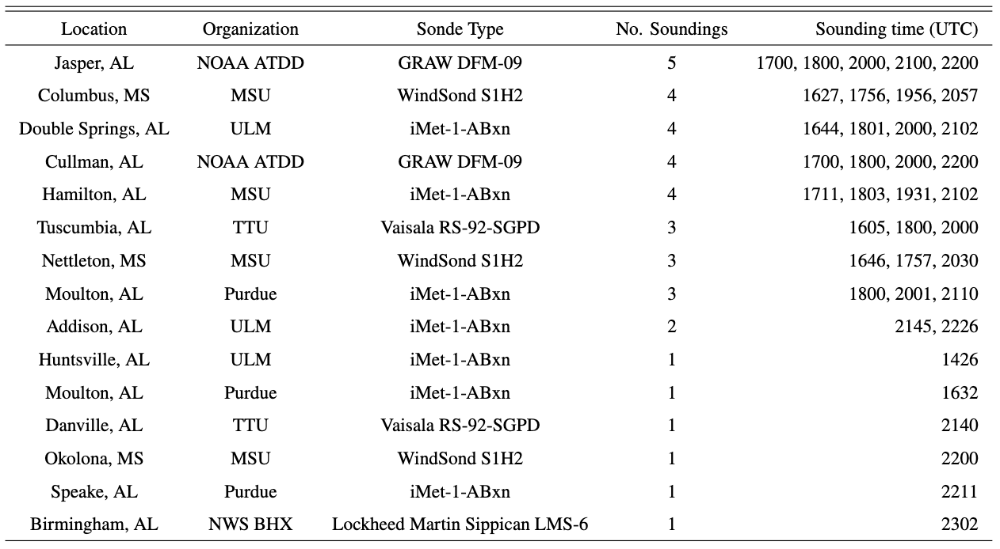 Location Organization Sonde Type No. Soundings Sounding time (UTC)
Jasper, AL NOAA ATDD GRAW DFM-09 5 1700, 1800, 2000, 2100, 2200
Columbus, MS MSU WindSond S1H2 4 1627, 1756, 1956, 2057
Double Springs, AL ULM iMet-1-ABxn 4 1644, 1801, 2000, 2102
Cullman, AL NOAA ATDD GRAW DFM-09 4 1700, 1800, 2000, 2200
Hamilton, AL MSU iMet-1-ABxn 4 1711, 1803, 1931, 2102
Tuscumbia, AL TTU Vaisala RS-92-SGPD 3 1605, 1800, 2000
Nettleton, MS MSU WindSond S1H2 3 1646, 1757, 2030
Moulton, AL Purdue iMet-1-ABxn 3 1800, 2001, 2110
Addison, AL ULM iMet-1-ABxn 2 2145, 2226
Huntsville, AL ULM iMet-1-ABxn 1 1426
Moulton, AL Purdue iMet-1-ABxn 1 1632
Danville, AL TTU Vaisala RS-92-SGPD 1 2140
Okolona, MS MSU WindSond S1H2 1 2200
Speake, AL Purdue iMet-1-ABxn 1 2211
Birmingham, AL NWS BHX Lockheed Martin Sippican LMS-6 1 2302